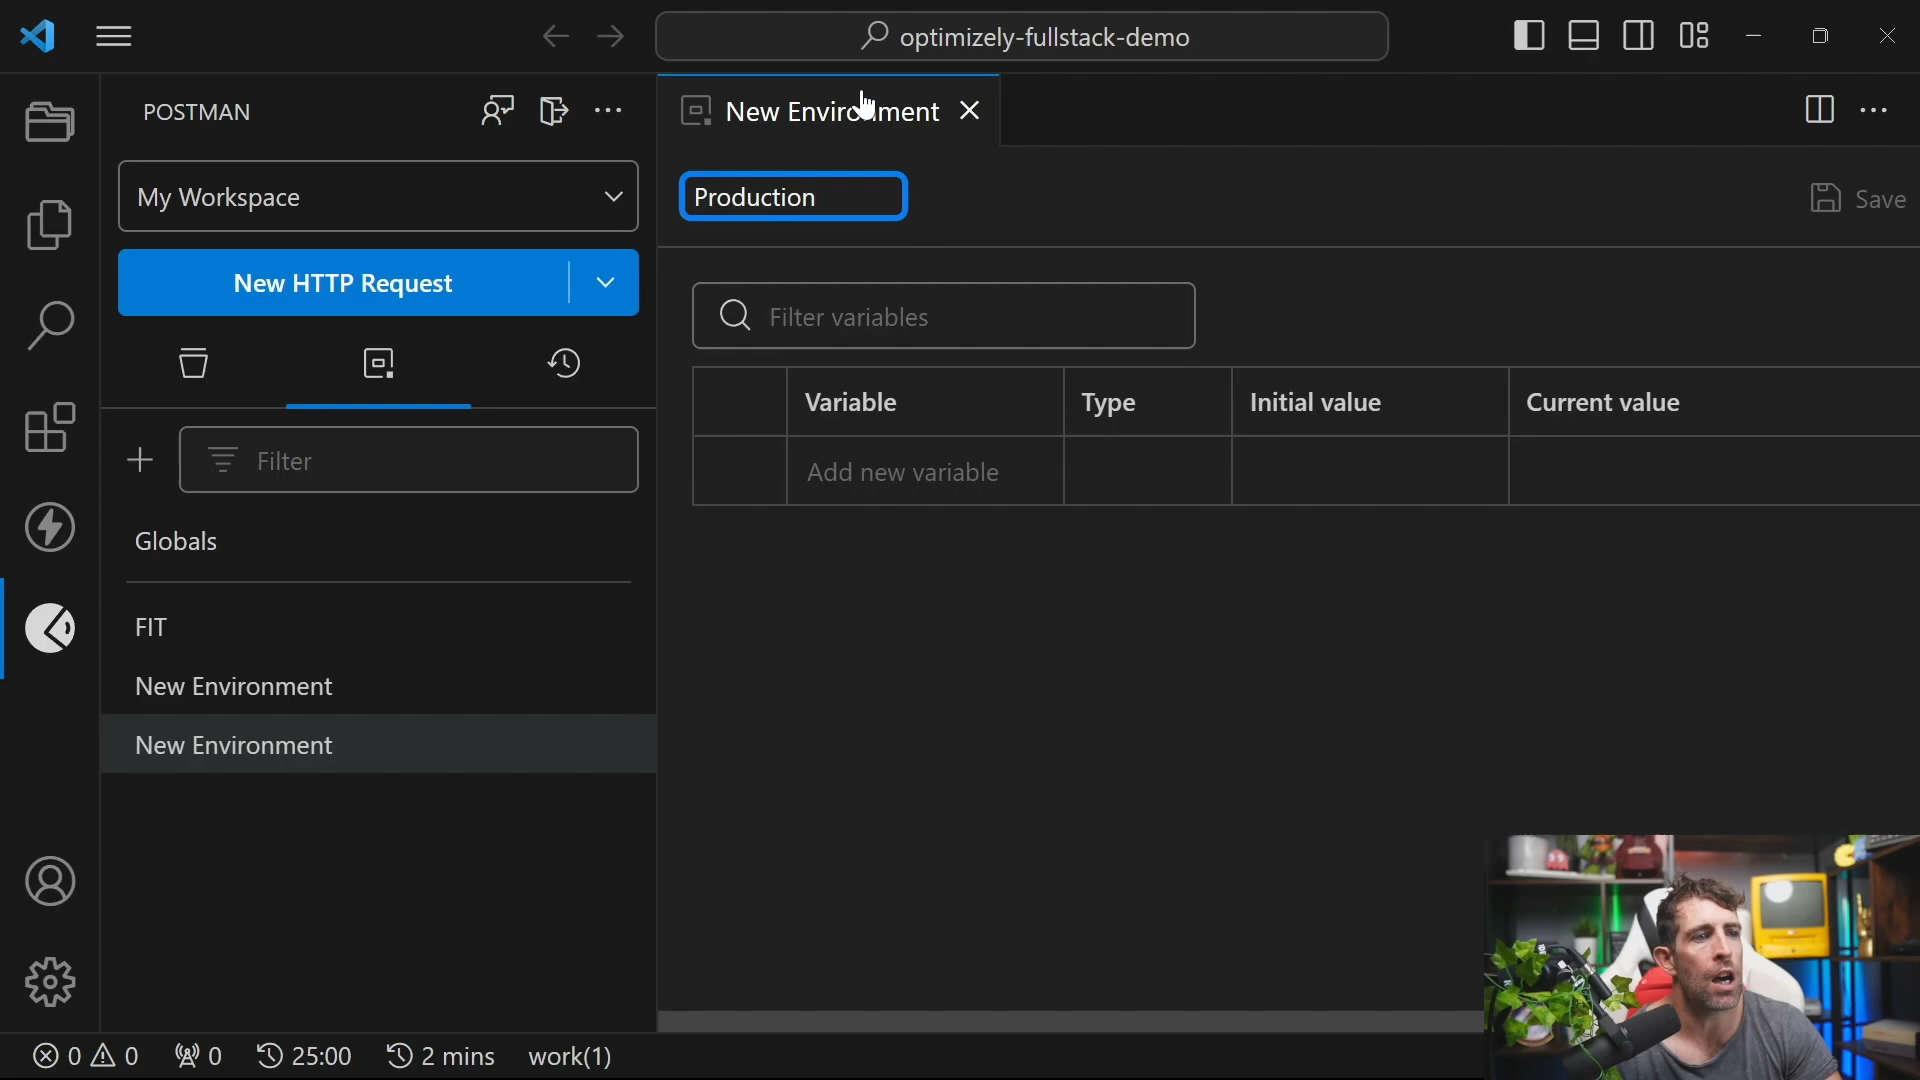 optimizely-fullstack-demo
POSTMAN
My Workspace
New HTTP Request
Filter
Globals
FIT
New Environment
New Environment
New Environment
Production
Save
Filter variables
Variable Type Initial value Current value
Add new variable
0 0 0 25:00 2 mins work(1)